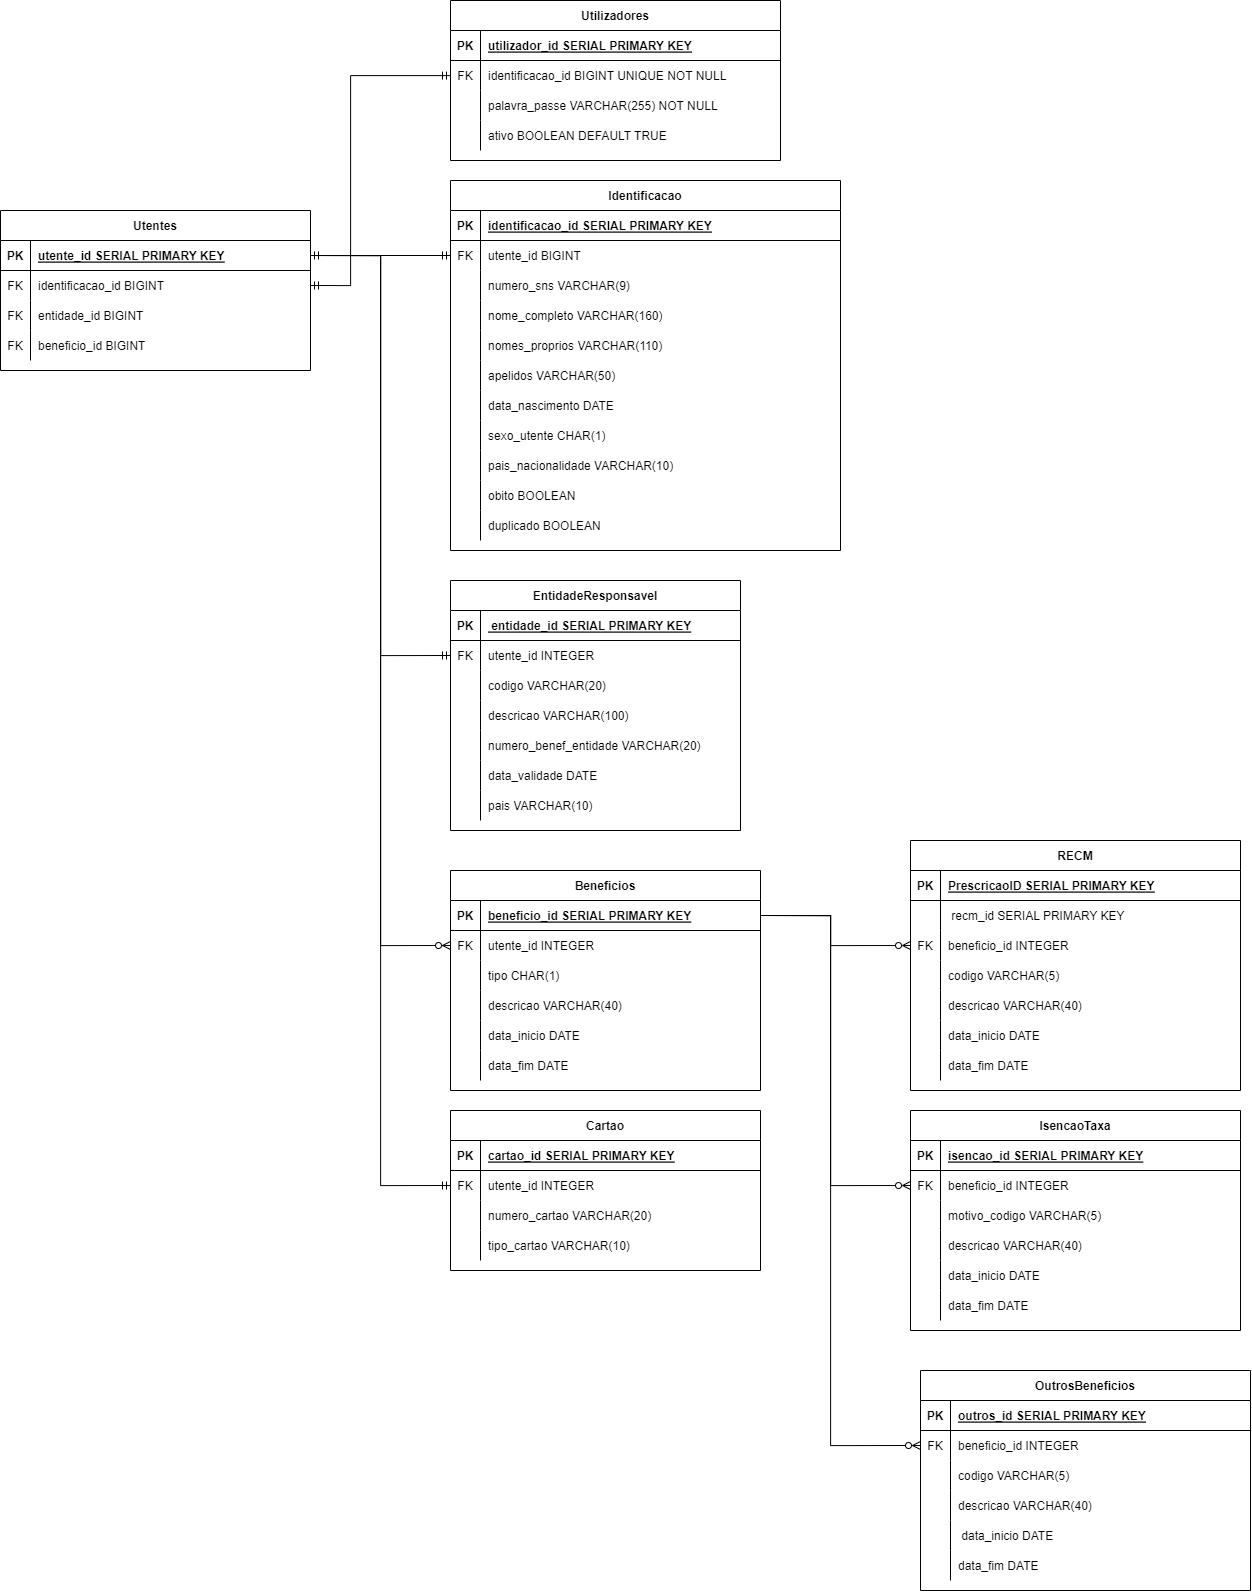 Utilizadores
PK utilizador_id SERIAL PRIMARY KEY
FK identificacao_id BIGINT UNIQUE NOT NULL
palavra_passe VARCHAR(255) NOT NULL
ativo BOOLEAN DEFAULT TRUE
Utentes
PK utente_id SERIAL PRIMARY KEY
FK identificacao_id BIGINT
FK entidade_id BIGINT
FK beneficio_id BIGINT
Identificacao
PK identificacao_id SERIAL PRIMARY KEY
FK utente_id BIGINT
numero_sns VARCHAR(9)
nome_completo VARCHAR(160)
nomes_proprios VARCHAR(110)
apelidos VARCHAR(50)
data_nascimento DATE
sexo_utente CHAR(1)
pais_nacionalidade VARCHAR(10)
obito BOOLEAN
duplicado BOOLEAN
EntidadeResponsavel
PK entidade_id SERIAL PRIMARY KEY
FK utente_id INTEGER
codigo VARCHAR(20)
descricao VARCHAR(100)
numero_benef_entidade VARCHAR(20)
data_validade DATE
pais VARCHAR(10)
Beneficios
PK beneficio_id SERIAL PRIMARY KEY
FK utente_id INTEGER
tipo CHAR(1)
descricao VARCHAR(40)
data_inicio DATE
data_fim DATE
RECM
PK PrescricaoID SERIAL PRIMARY KEY
recm_id SERIAL PRIMARY KEY
FK beneficio_id INTEGER
codigo VARCHAR(5)
descricao VARCHAR(40)
data_inicio DATE
data_fim DATE
Cartao
PK cartao_id SERIAL PRIMARY KEY
FK utente_id INTEGER
numero_cartao VARCHAR(20)
tipo_cartao VARCHAR(10)
IsencaoTaxa
PK isencao_id SERIAL PRIMARY KEY
FK beneficio_id INTEGER
motivo_codigo VARCHAR(5)
descricao VARCHAR(40)
data_inicio DATE
data_fim DATE
OutrosBeneficios
PK outros_id SERIAL PRIMARY KEY
FK beneficio_id INTEGER
codigo VARCHAR(5)
descricao VARCHAR(40)
data_inicio DATE
data_fim DATE